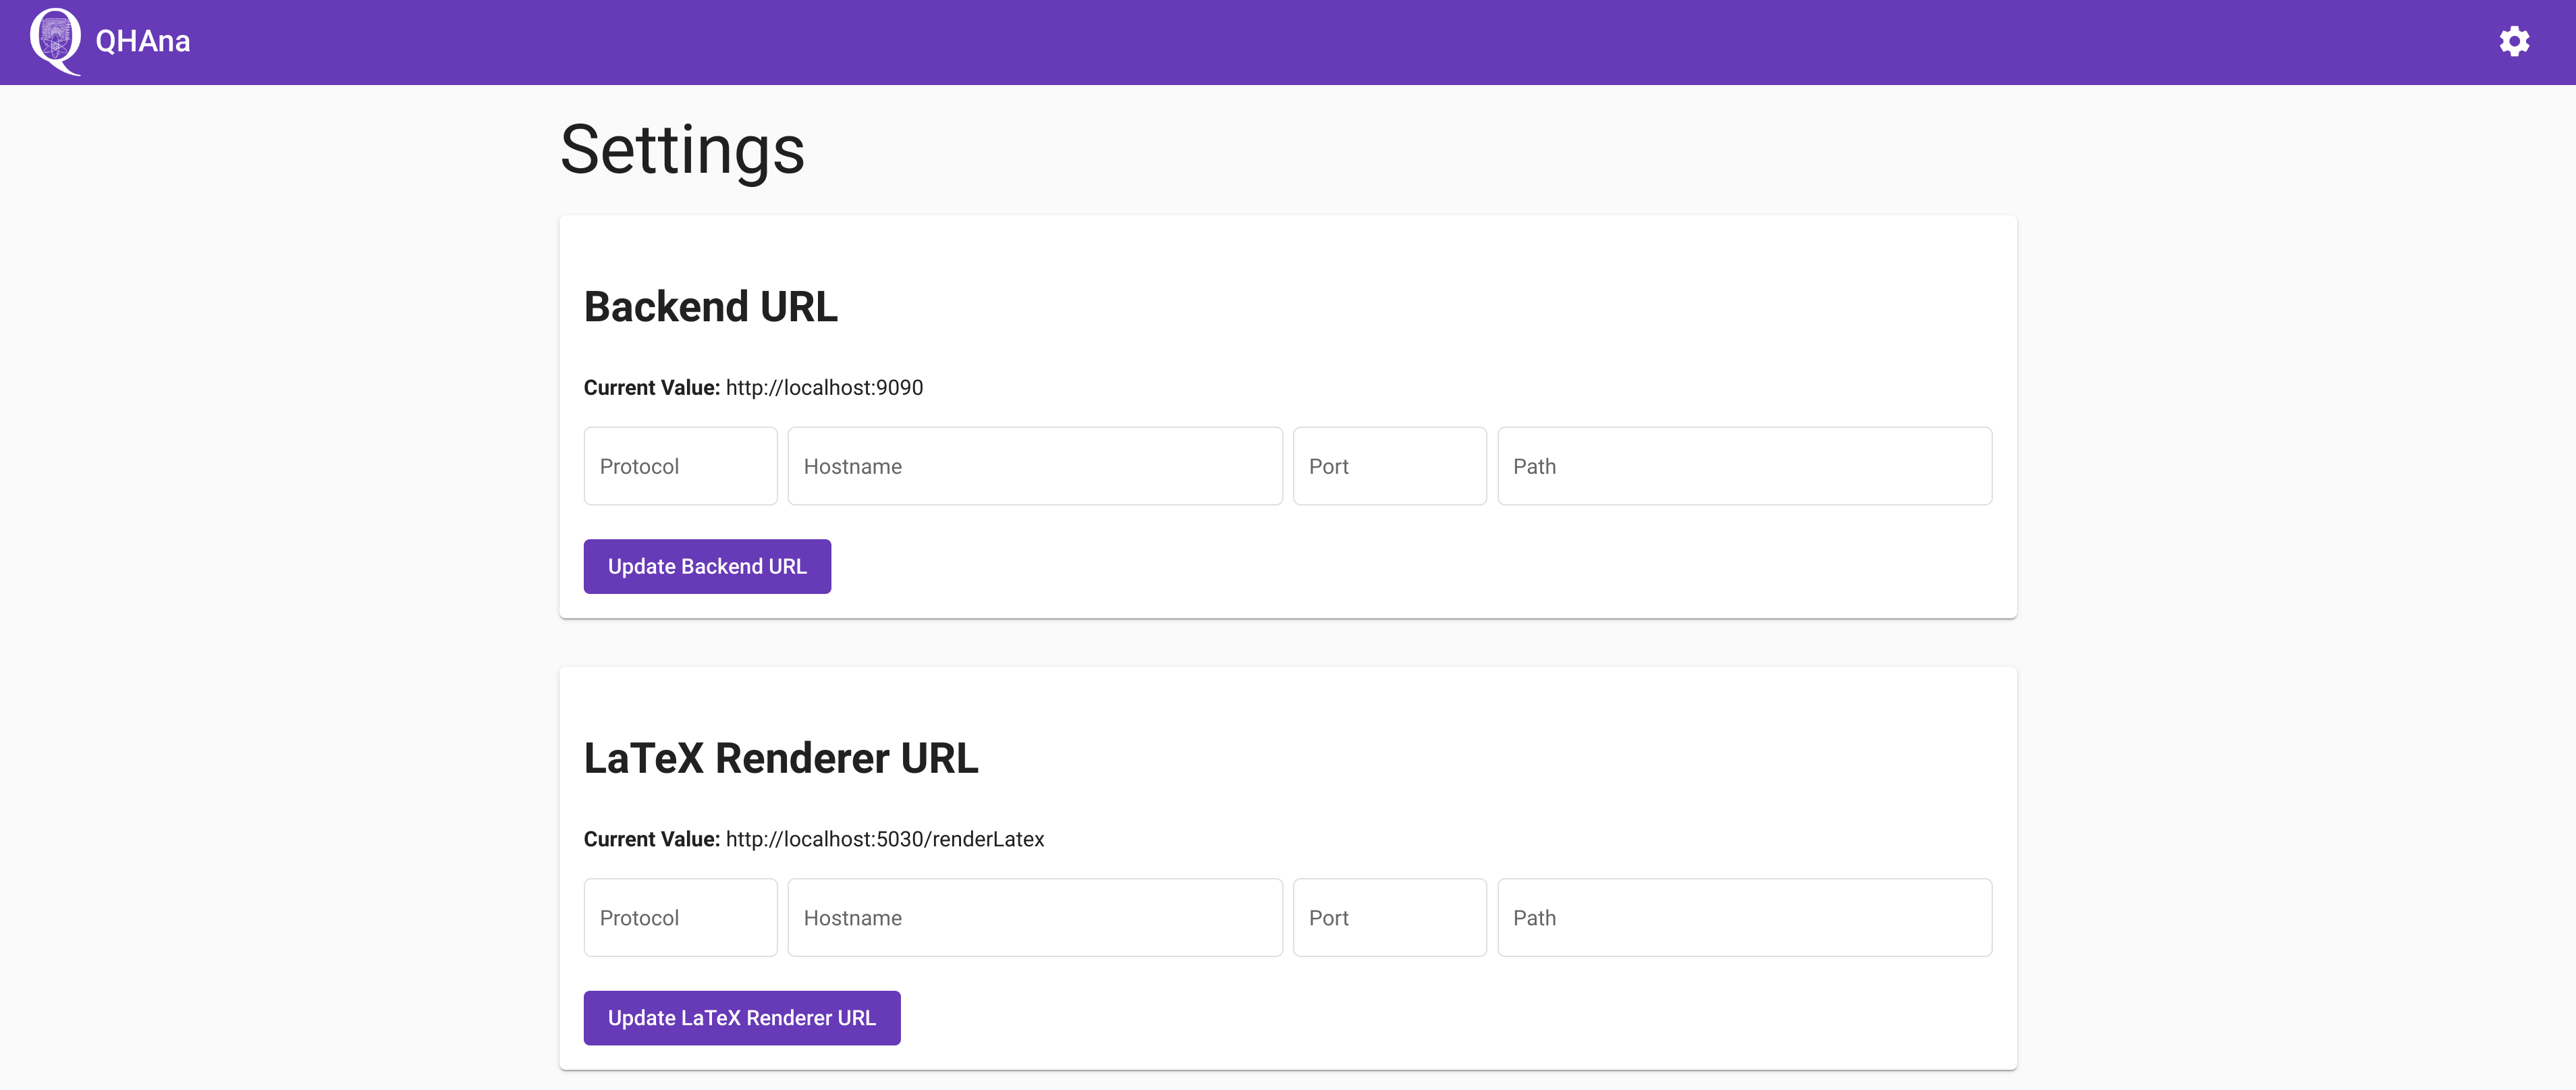 QHAna
Settings
Backend URL
Current Value: http://localhost:9090
Protocol Hostname Port Path
Update Backend URL
LaTeX Renderer URL
Current Value: http://localhost:5030/renderLatex
Protocol Hostname Port Path
Update LaTeX Renderer URL